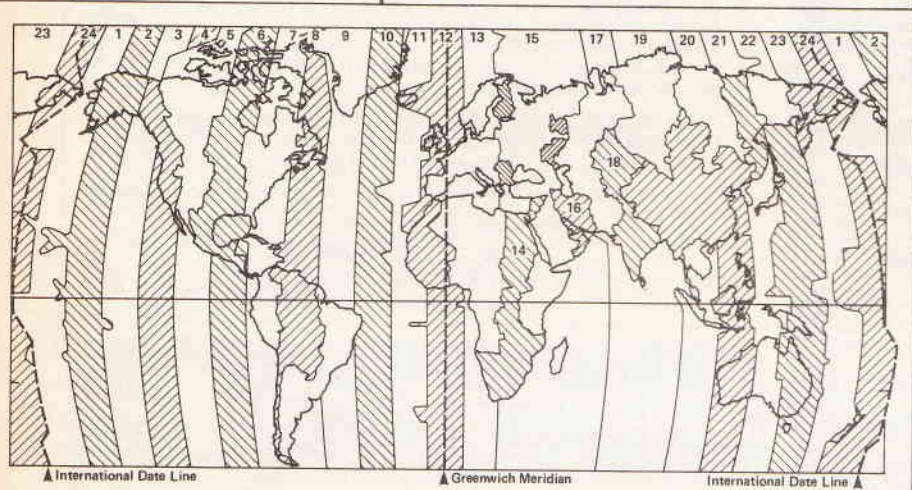 23 24 1 2 3 4 5 6 7 8 9 10 11 12 13 15 17 19 20 21 22 23 24 1 2
18
16
14
International Date Line Greenwich Meridian International Date Line